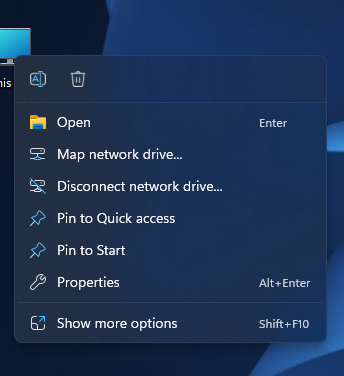 his
Open Enter
Map network drive...
Disconnect network drive...
Pin to Quick access
Pin to Start
Properties Alt+Enter
Show more options Shift+F10